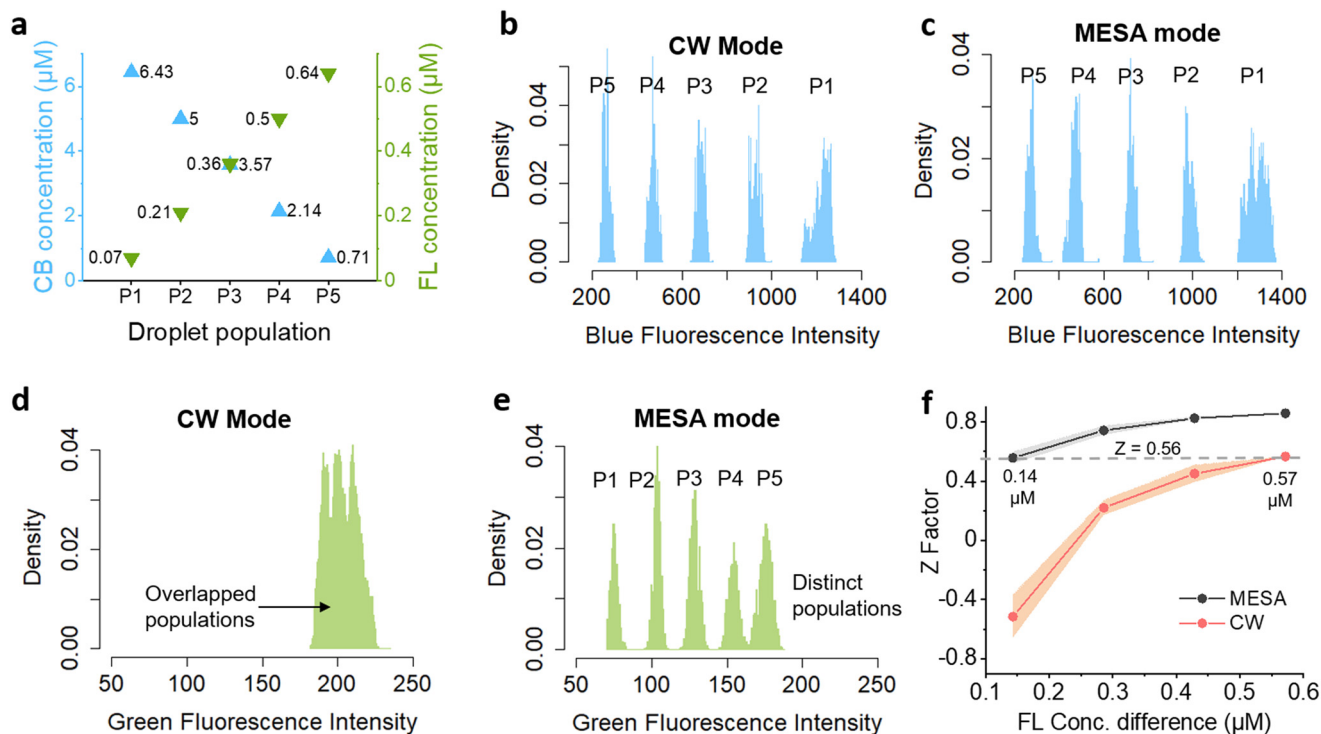 a
CB concentration (µM)
6
4
2
0
6.43
5
0.36
3.57
2.14
0.71
0.07
0.21
0.5
0.64
0.6
0.4
0.2
0
FL concentration (µM)
P1 P2 P3 P4 P5
Droplet population
b
CW Mode
P5 P4 P3 P2 P1
Density
0.04
0.02
0.00
200 600 1000 1400
Blue Fluorescence Intensity
c
MESA mode
P5 P4 P3 P2 P1
Density
0.04
0.02
0.00
200 600 1000 1400
Blue Fluorescence Intensity
d
CW Mode
Density
0.04
0.02
0.00
Overlapped
populations
50 100 150 200 250
Green Fluorescence Intensity
e
MESA mode
P1 P2 P3 P4 P5
Density
0.04
0.02
0.00
Distinct
populations
50 100 150 200 250
Green Fluorescence Intensity
f
Z Factor
0.8
0.4
0
-0.4
-0.8
Z = 0.56
0.14
µM
0.57
µM
MESA
CW
0.1 0.2 0.3 0.4 0.5 0.6
FL Conc. difference (µM)